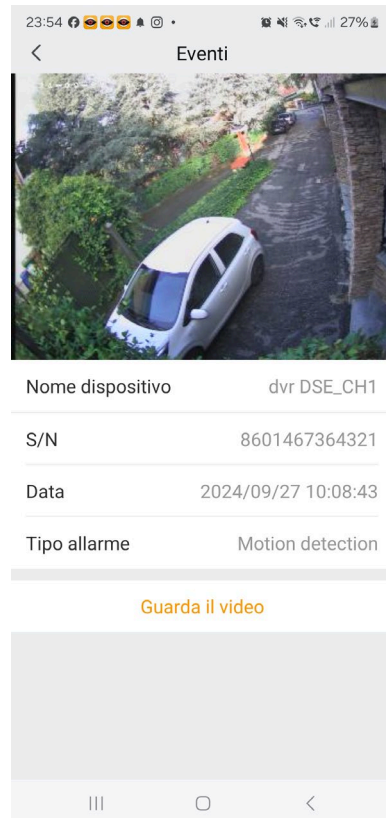 23:54 27%
Eventi
Nome dispositivo dvr DSE_CH1
S/N 8601467364321
Data 2024/09/27 10:08:43
Tipo allarme Motion detection
Guarda il video